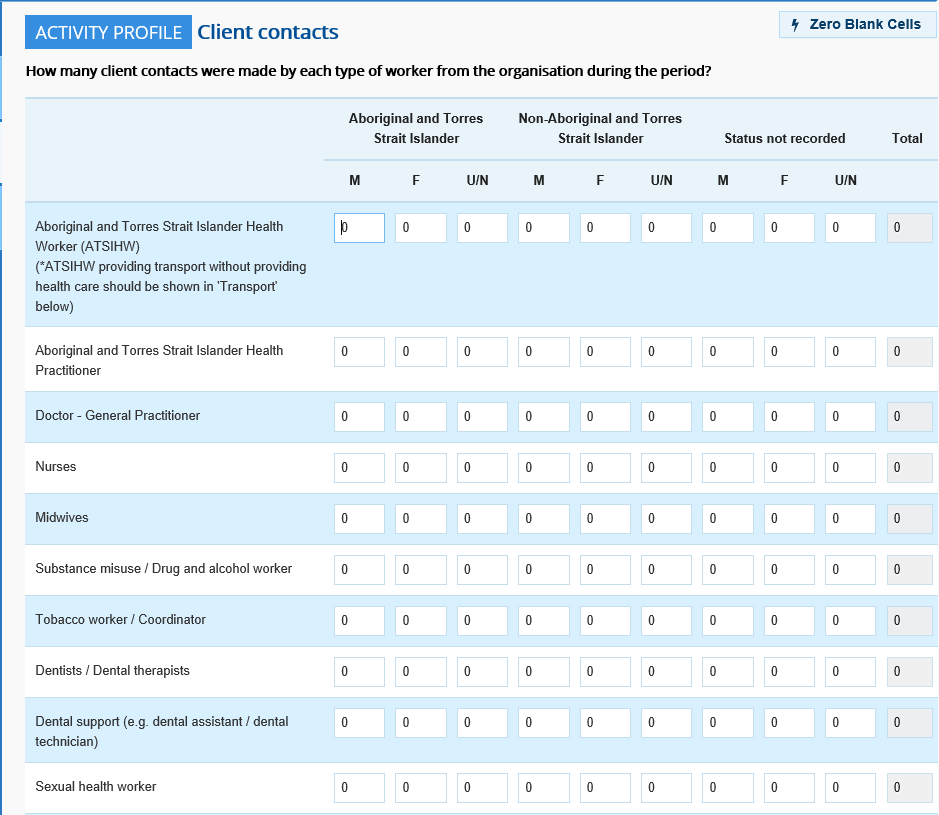 ACTIVITY PROFILE Client contacts
Zero Blank Cells
How many client contacts were made by each type of worker from the organisation during the period?
Aboriginal and Torres Strait Islander
Non-Aboriginal and Torres Strait Islander
Status not recorded
Total
M F U/N M F U/N M F U/N
Aboriginal and Torres Strait Islander Health
Worker (ATSIHW)
(*ATSIHW providing transport without providing
health care should be shown in 'Transport'
below)
0 0 0 0 0 0 0 0 0 0
Aboriginal and Torres Strait Islander Health
Practitioner
0 0 0 0 0 0 0 0 0 0
Doctor - General Practitioner 0 0 0 0 0 0 0 0 0 0
Nurses 0 0 0 0 0 0 0 0 0 0
Midwives 0 0 0 0 0 0 0 0 0 0
Substance misuse / Drug and alcohol worker 0 0 0 0 0 0 0 0 0 0
Tobacco worker / Coordinator 0 0 0 0 0 0 0 0 0 0
Dentists / Dental therapists 0 0 0 0 0 0 0 0 0 0
Dental support (e.g. dental assistant / dental
technician)
0 0 0 0 0 0 0 0 0 0
Sexual health worker 0 0 0 0 0 0 0 0 0 0